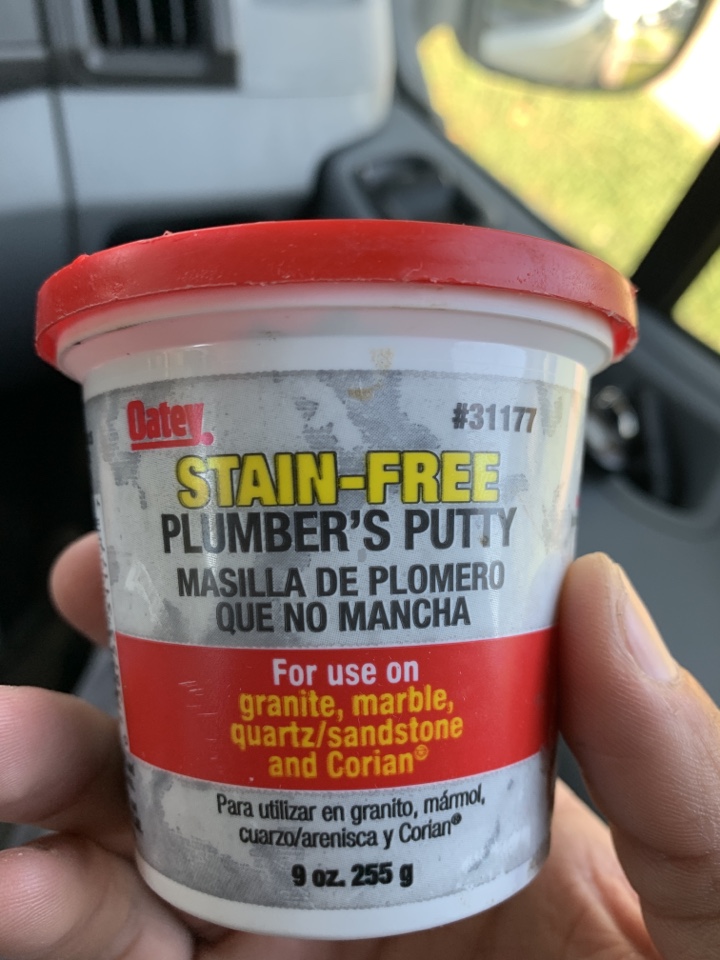 Oatey.
#31177
STAIN-FREE
PLUMBER'S PUTTY
MASILLA DE PLOMERO
QUE NO MANCHA
For use on
granite, marble,
quartz/sandstone
and Corian®
Para utilizar en granito, mármol,
cuarzo/arenisca y Corian®
9 oz. 255 g